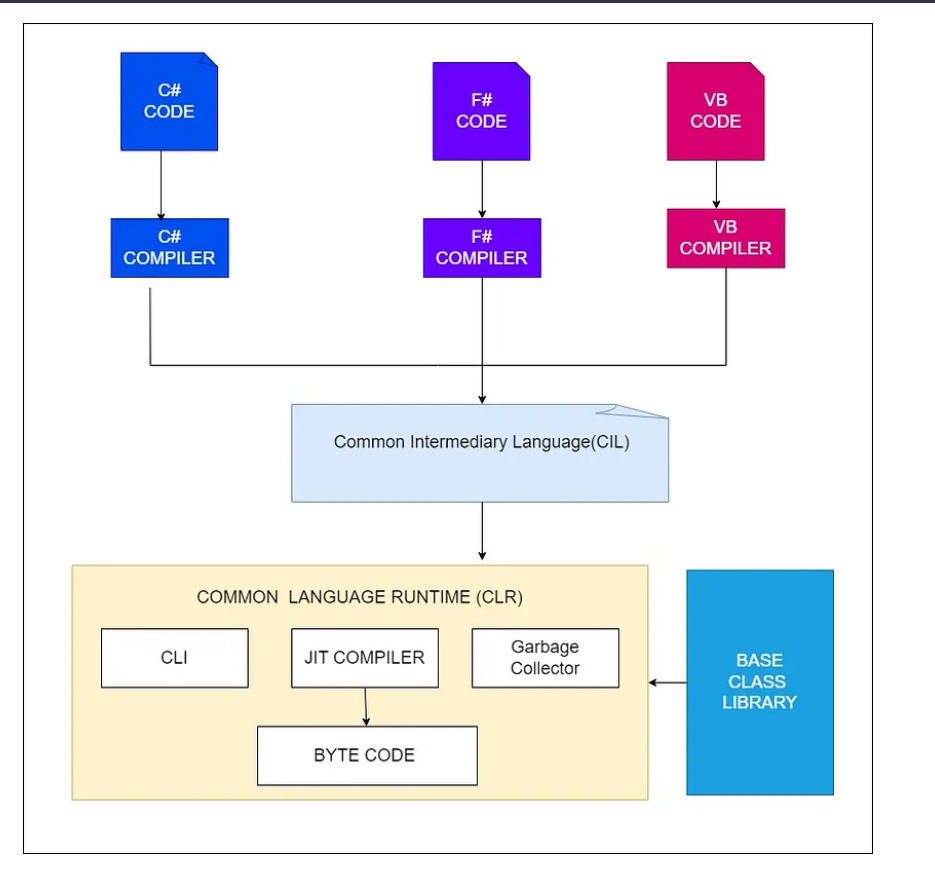 C#
CODE
F#
CODE
VB
CODE
C#
COMPILER
F#
COMPILER
VB
COMPILER
Common Intermediary Language(CIL)
COMMON LANGUAGE RUNTIME (CLR)
CLI
JIT COMPILER
Garbage
Collector
BYTE CODE
BASE
CLASS
LIBRARY